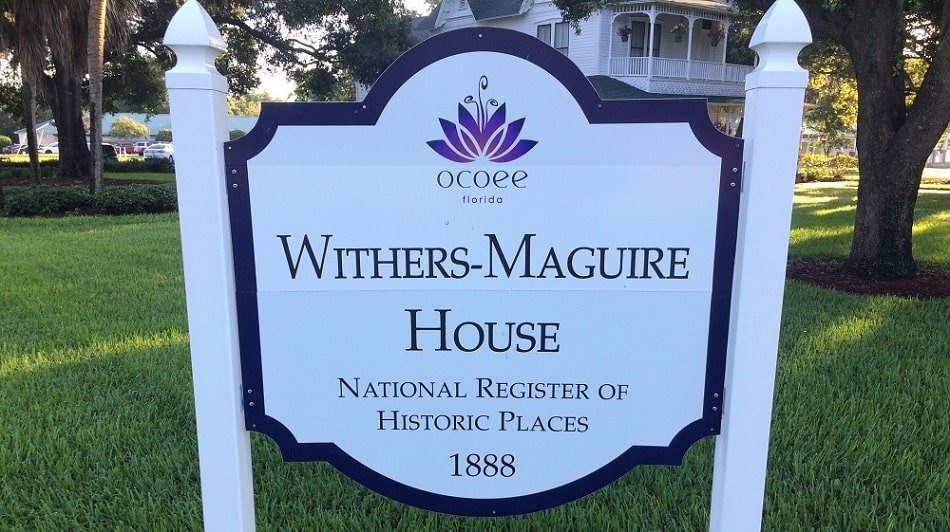 ocoee
florida
WITHERS-MAGUIRE
HOUSE
NATIONAL REGISTER OF
HISTORIC PLACES
1888